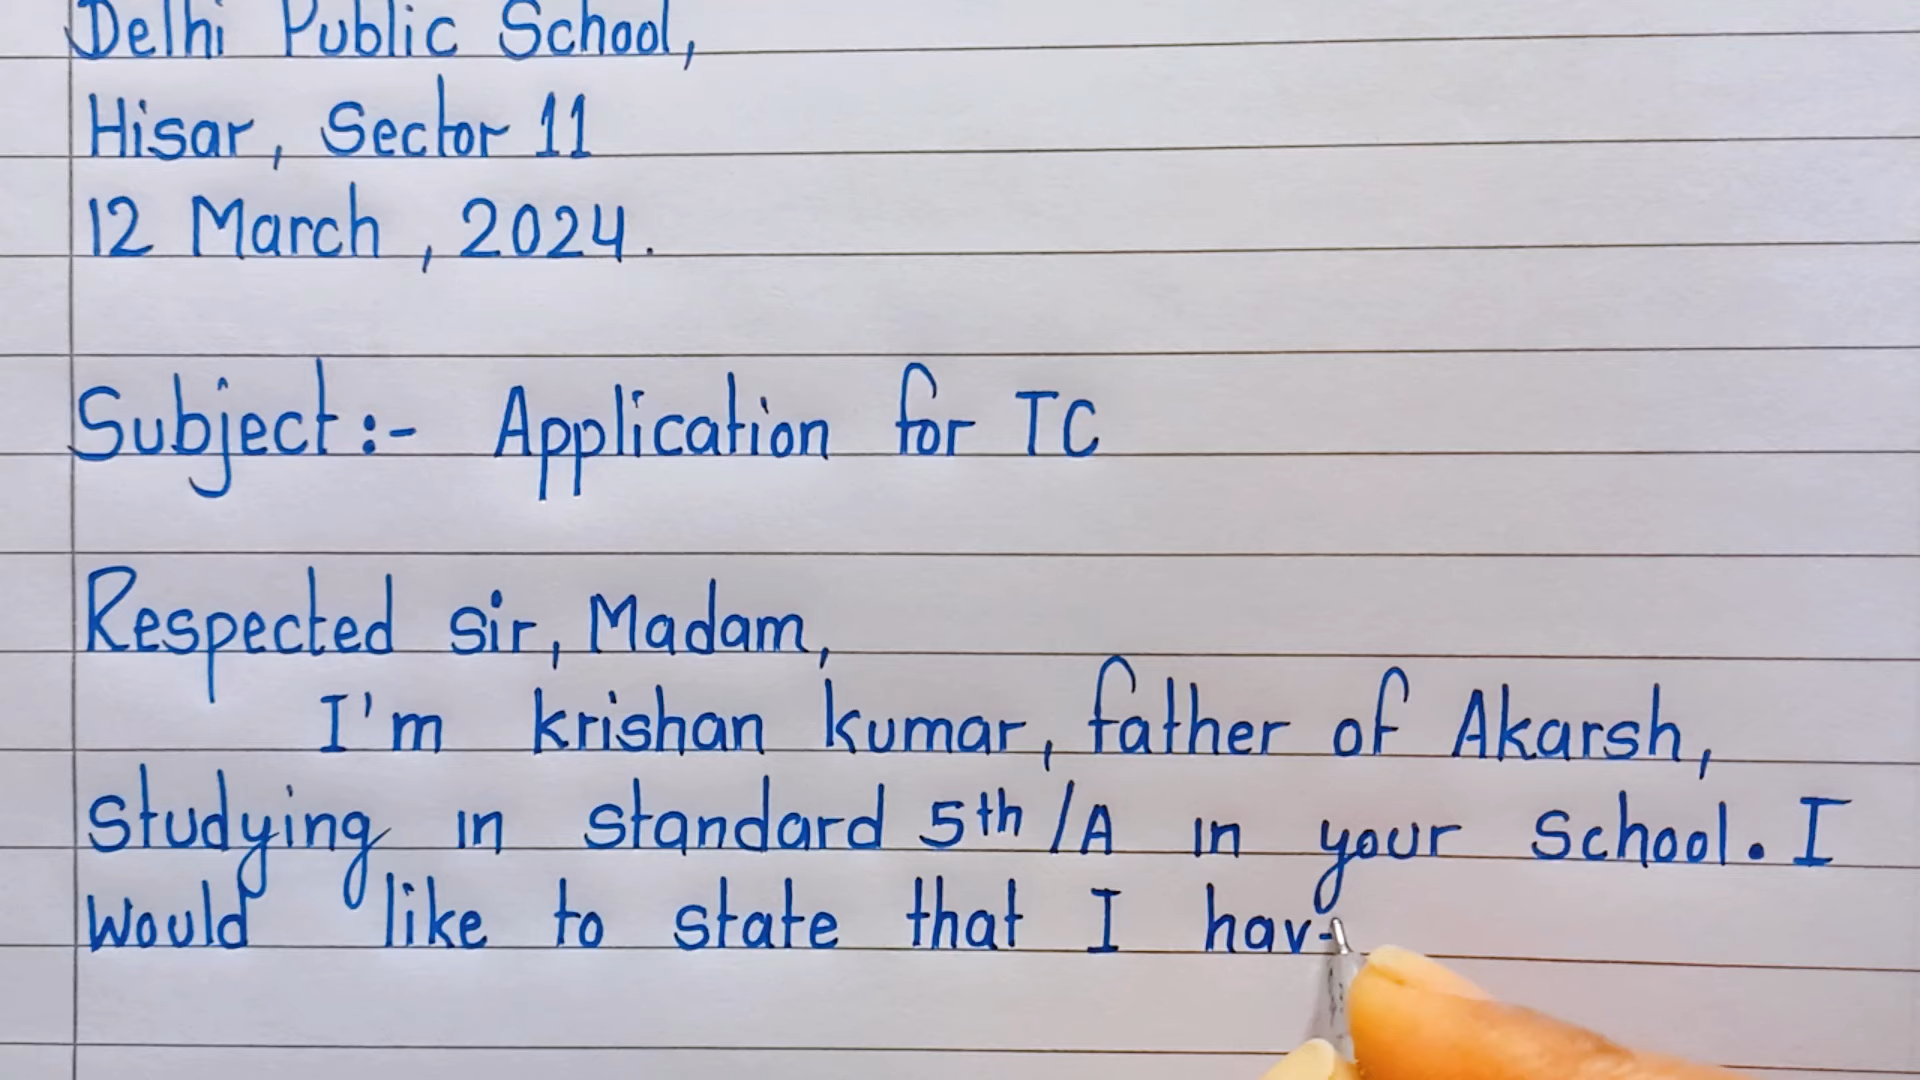 Delhi Public School,
Hisar, Sector 11
12 March, 2024.
Subject:- Application for TC
Respected sir, Madam,
I'm krishan kumar, father of Akarsh,
studying in standard 5th/A in your school. I
would like to state that I hav